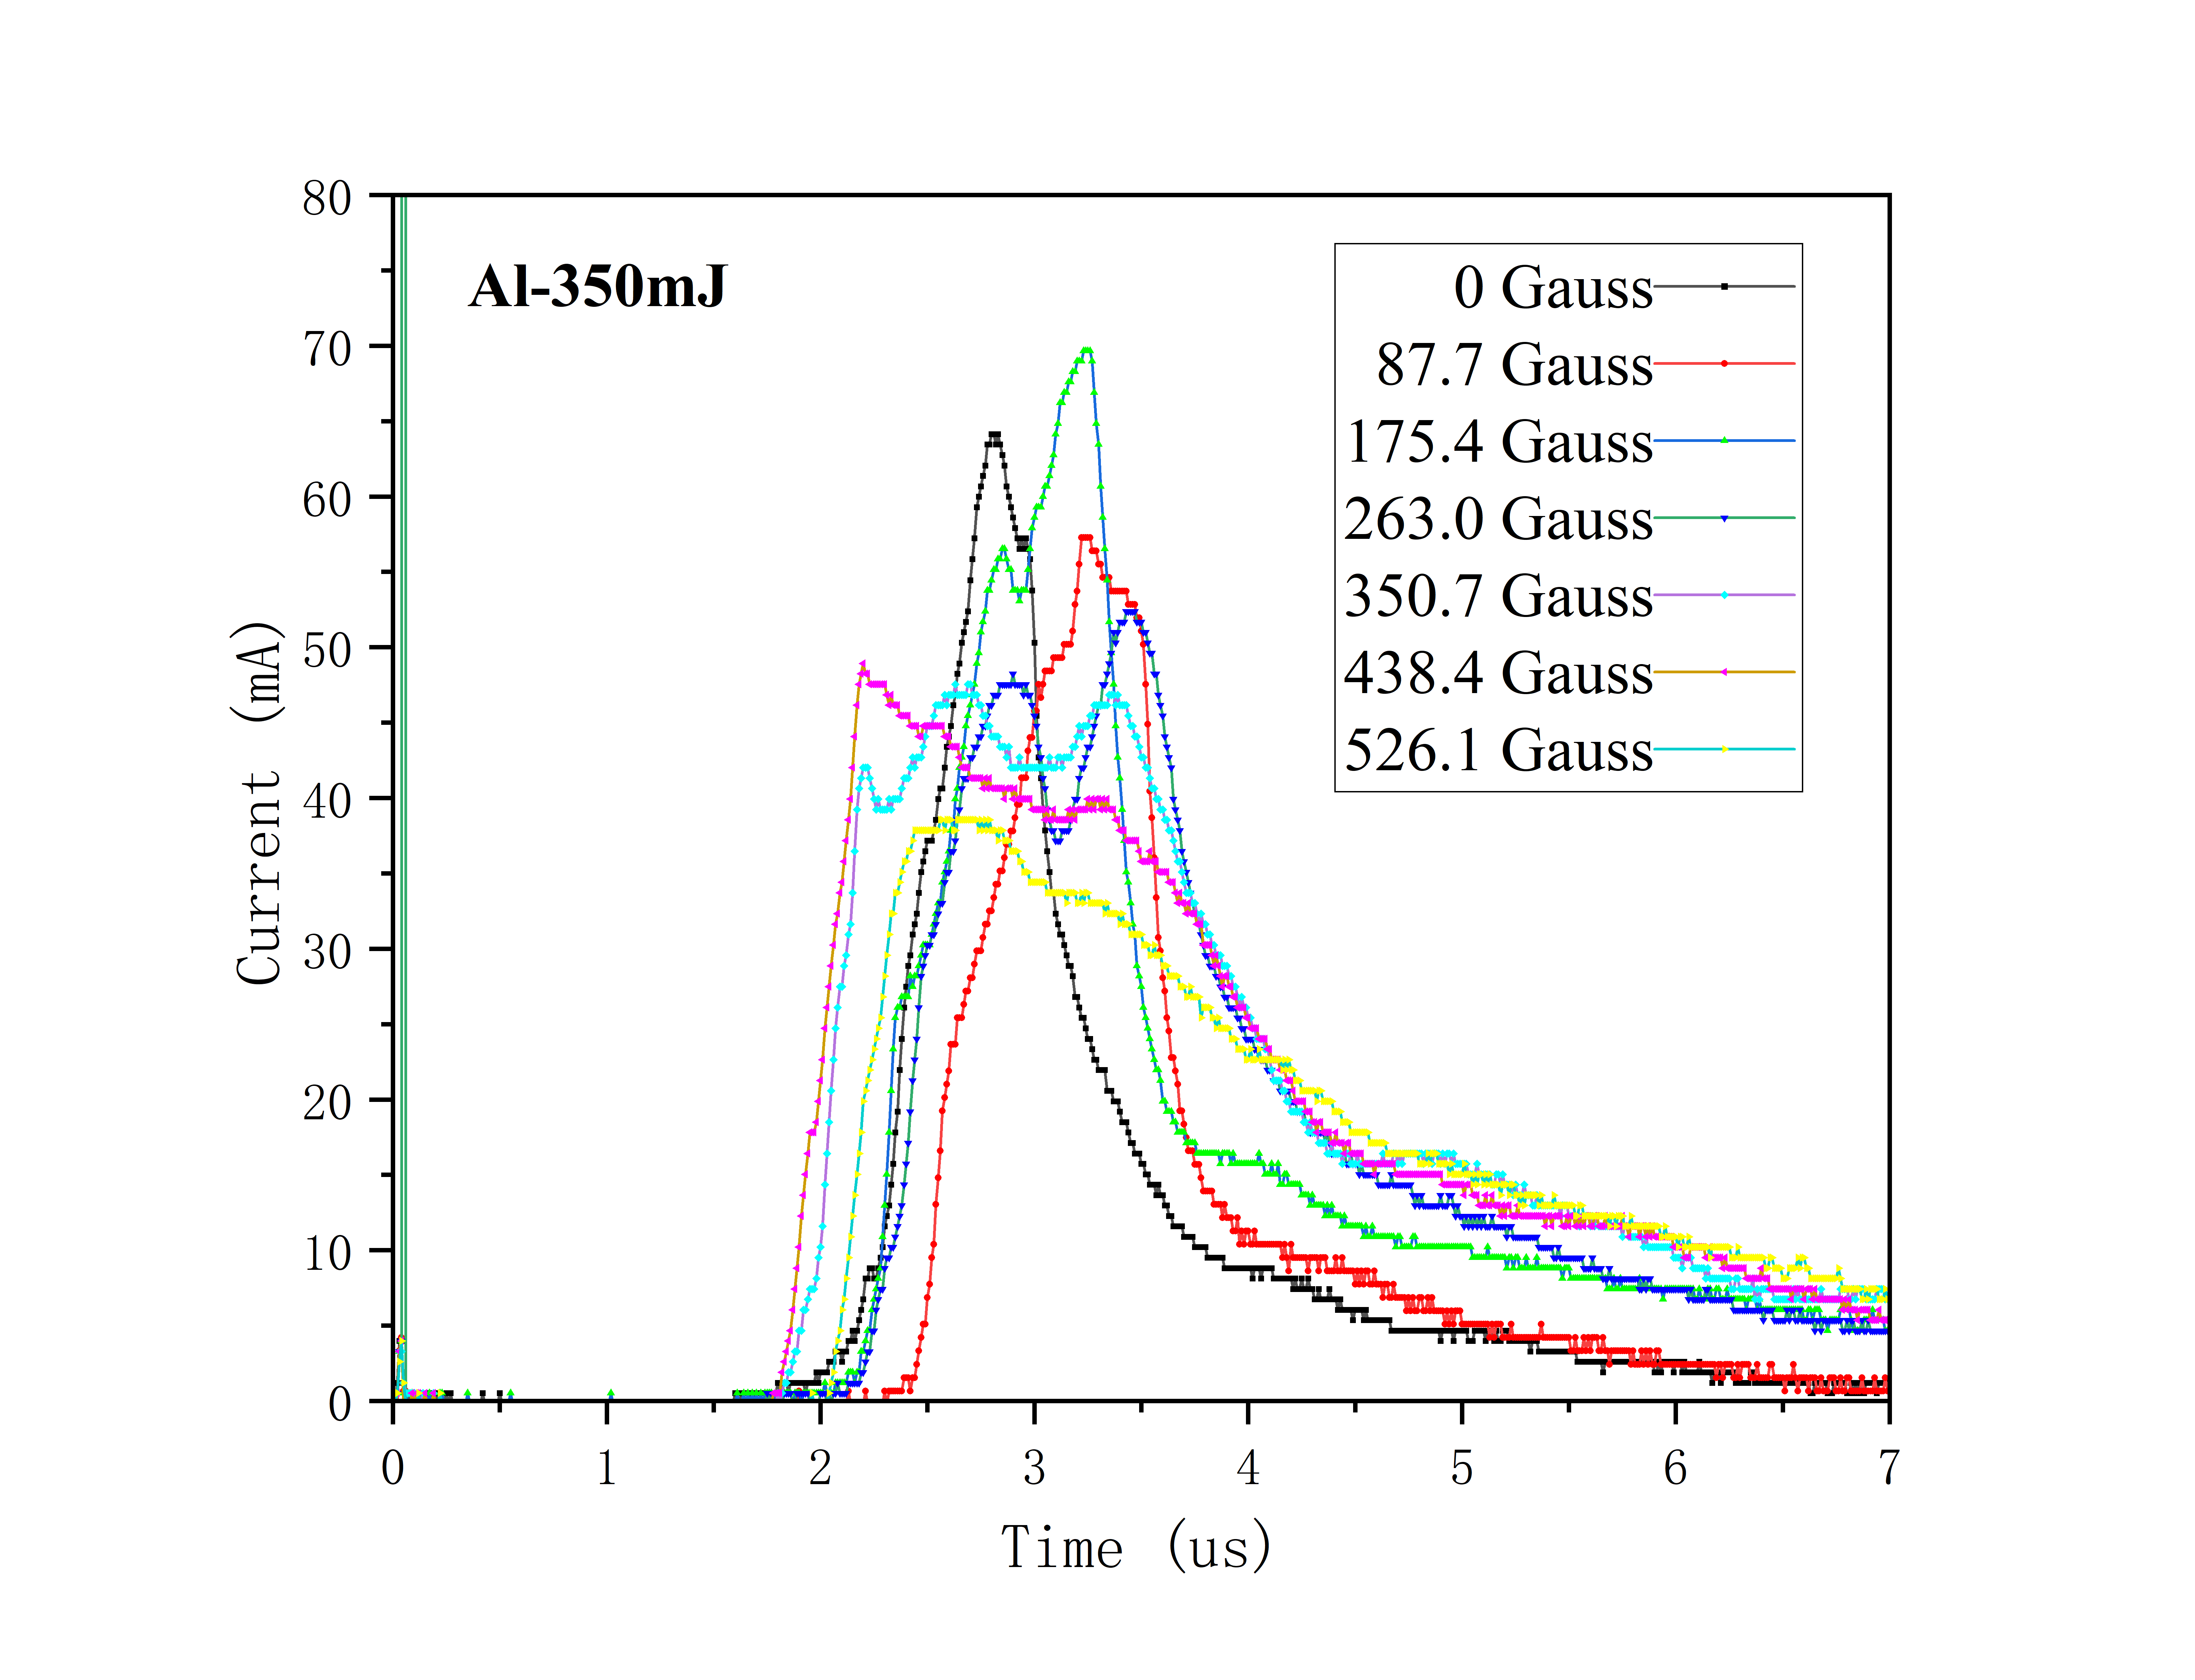 Al-350mJ
0 Gauss
87.7 Gauss
175.4 Gauss
263.0 Gauss
350.7 Gauss
438.4 Gauss
526.1 Gauss
80
70
60
50
40
30
20
10
0
Current (mA)
0 1 2 3 4 5 6 7
Time (us)